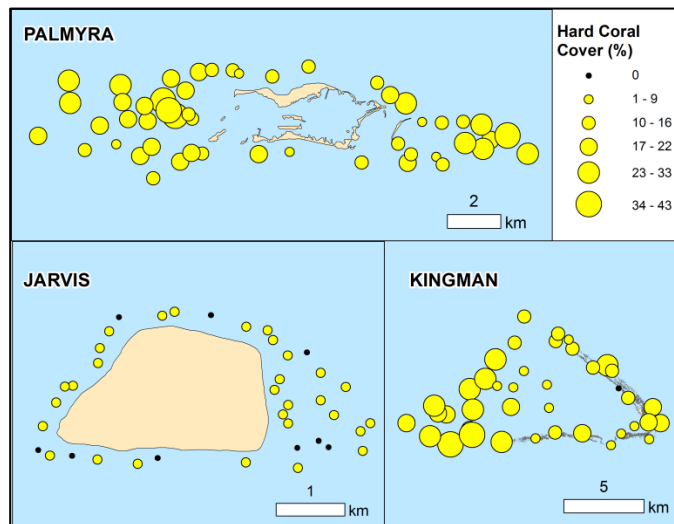 PALMYRA
Hard Coral
Cover (%)
0
1 - 9
10 - 16
17 - 22
23 - 33
34 - 43
2
km
JARVIS
1
km
KINGMAN
5
km